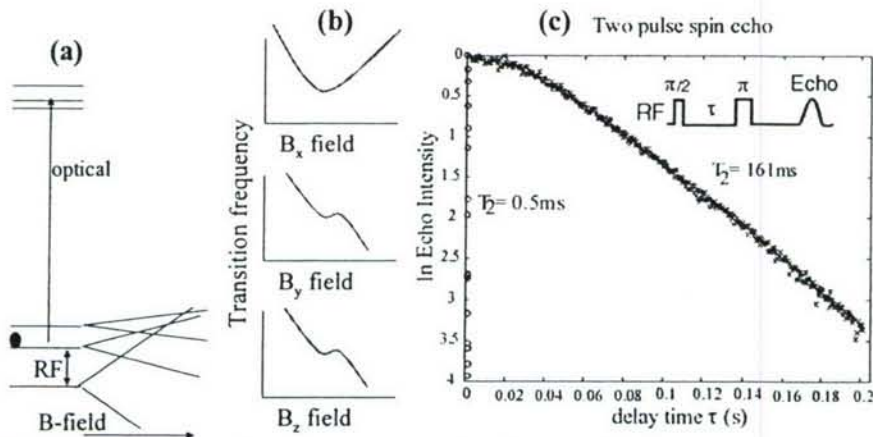 (a)
optical
RF
B-field
(b)
Transition frequency
Bx field
By field
Bz field
(c) Two pulse spin echo
π/2 π Echo
RF τ
T2= 161ms
T2= 0.5ms
ln Echo Intensity
0
0.5
1
1.5
2
2.5
3
3.5
4
0 0.02 0.04 0.06 0.08 0.1 0.12 0.14 0.16 0.18 0.2
delay time τ (s)